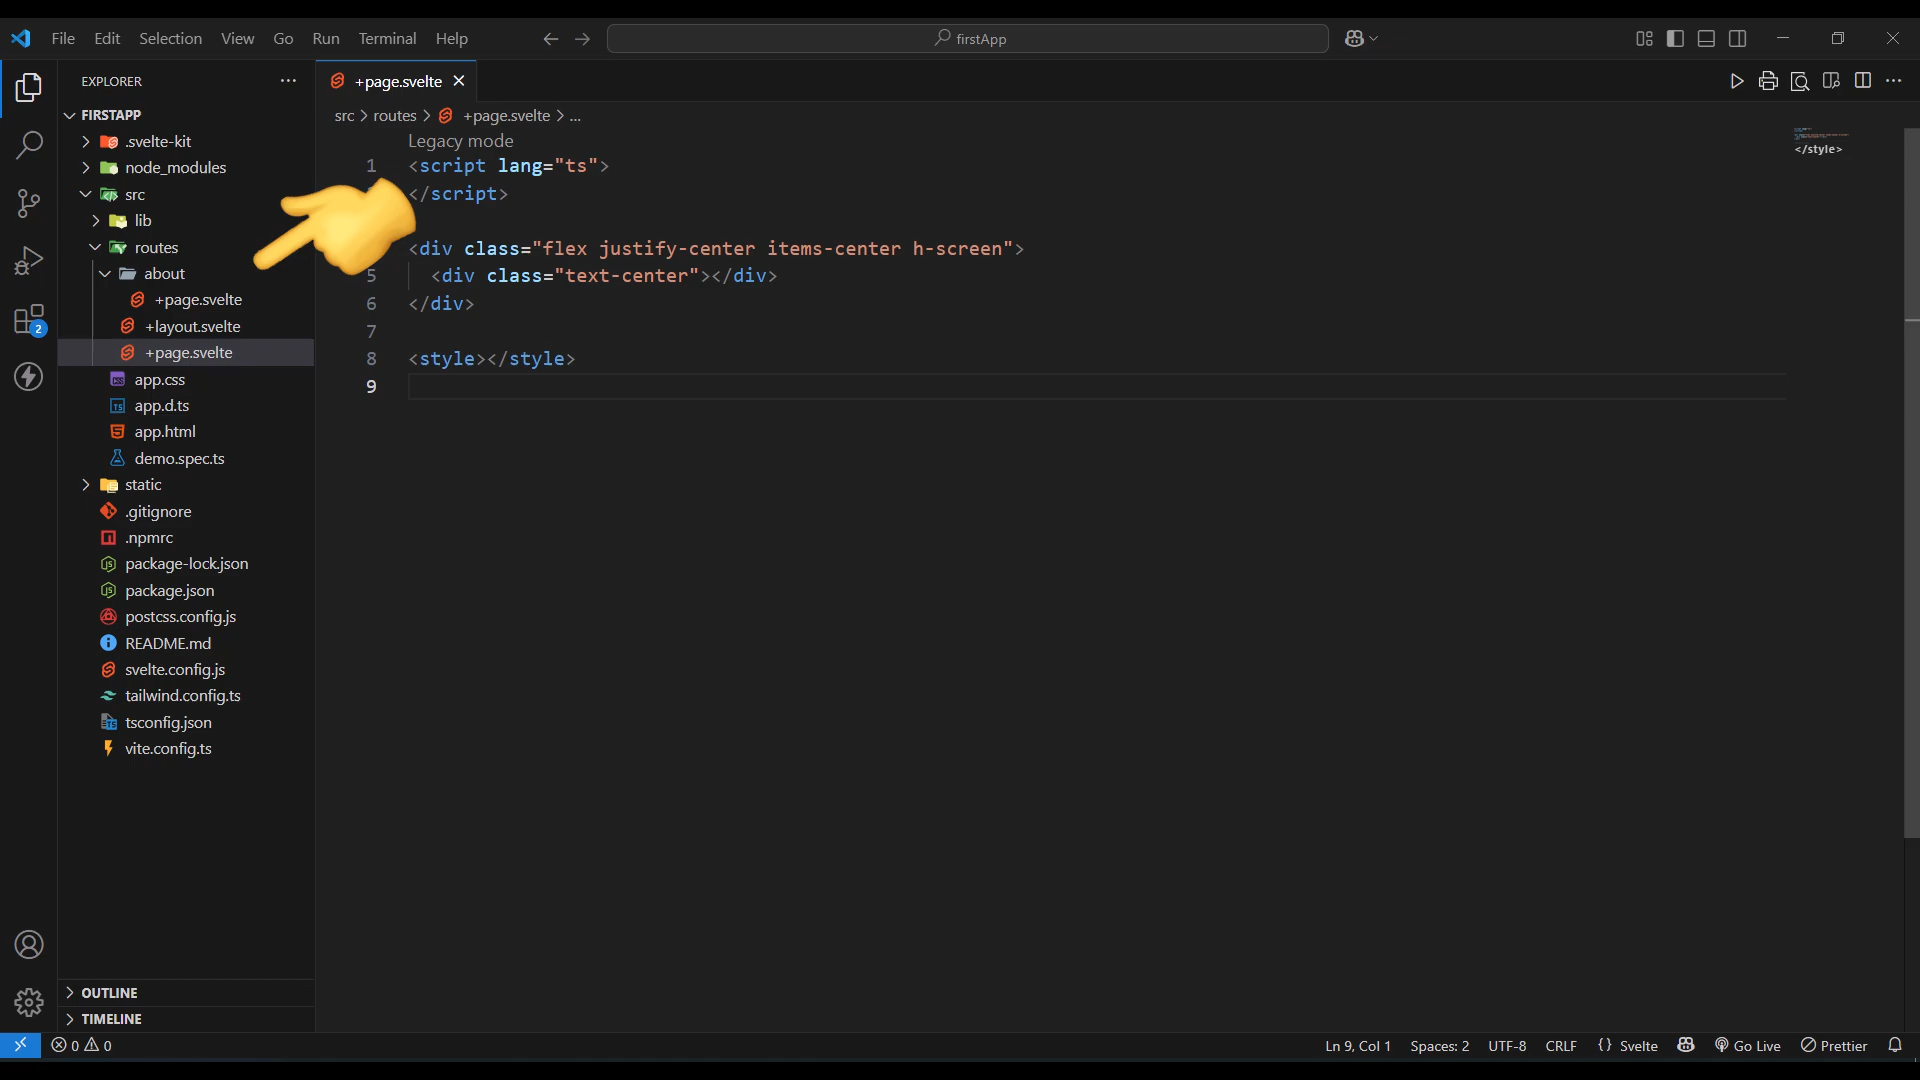 File Edit Selection View Go Run Terminal Help
firstApp
EXPLORER
FIRSTAPP
.svelte-kit
node_modules
src
lib
routes
about
+page.svelte
+layout.svelte
+page.svelte
app.css
app.d.ts
app.html
demo.spec.ts
static
.gitignore
.npmrc
package-lock.json
package.json
postcss.config.js
README.md
svelte.config.js
tailwind.config.ts
tsconfig.json
vite.config.ts
OUTLINE
TIMELINE
2
+page.svelte
src > routes > +page.svelte > ...
Legacy mode
1 <script lang="ts">
</script>
<div class="flex justify-center items-center h-screen">
5 <div class="text-center"></div>
6 </div>
7
8 <style></style>
9
</style>
0 0
Ln 9, Col 1 Spaces: 2 UTF-8 CRLF {} Svelte Go Live Prettier